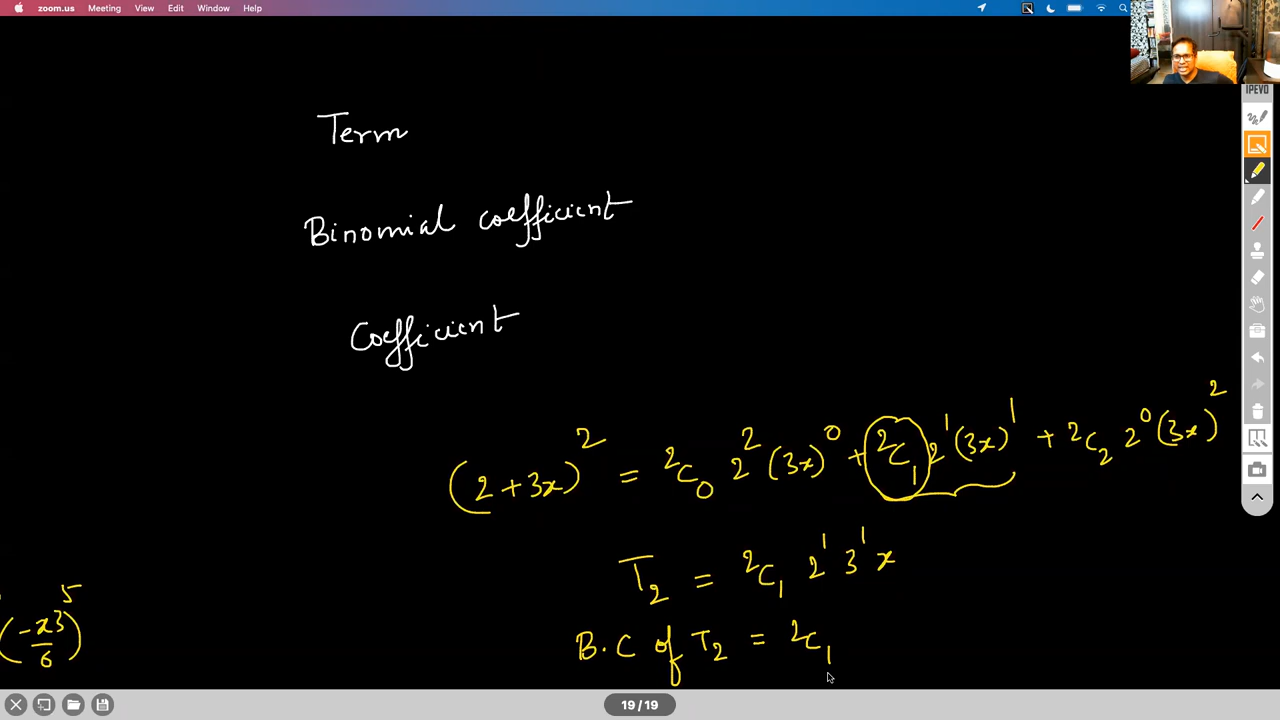 zoom.us Meeting View Edit Window Help
IPEVO
Term
Binomial coefficient
Coefficient
(2+3x)² = ²C₀ 2² (3x)⁰ + ²C₁ 2¹ (3x)¹ + ²C₂ 2⁰ (3x)²
T₂ = ²C₁ 2¹ 3¹ x
B.C of T₂ = ²C₁
19/19